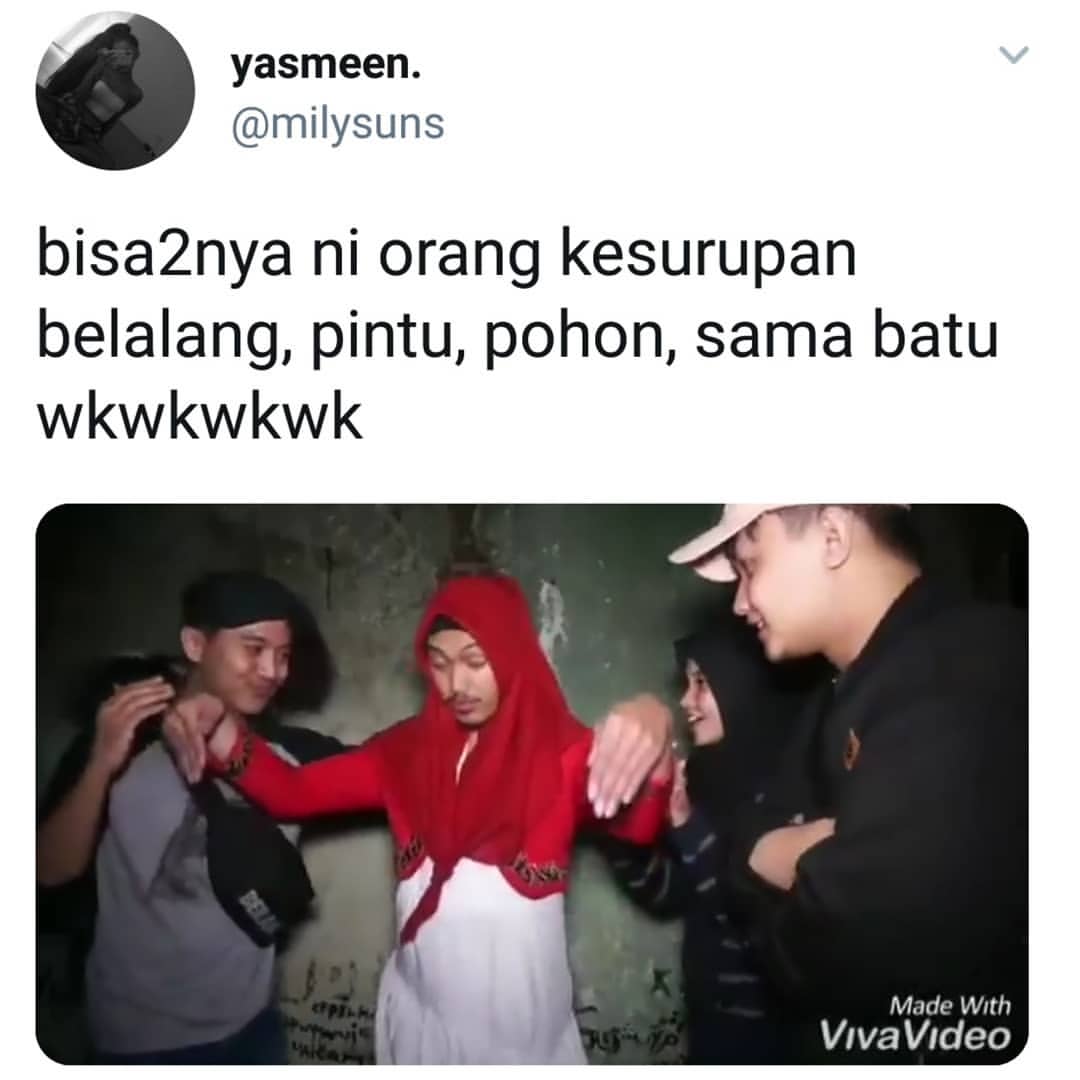 yasmeen.
@milysuns
bisa2nya ni orang kesurupan
belalang, pintu, pohon, sama batu
wkwkwkwk
Made With
VivaVideo